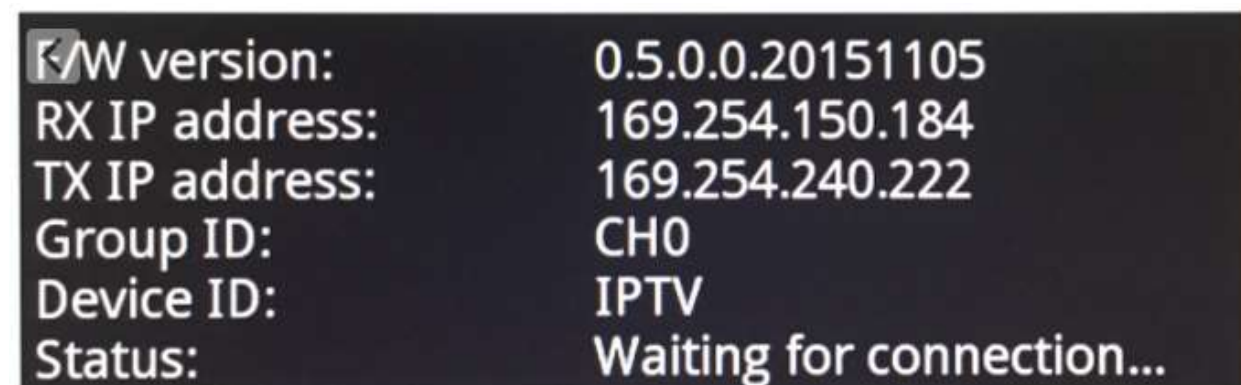 F/W version: 0.5.0.0.20151105
RX IP address: 169.254.150.184
TX IP address: 169.254.240.222
Group ID: CH0
Device ID: IPTV
Status: Waiting for connection...